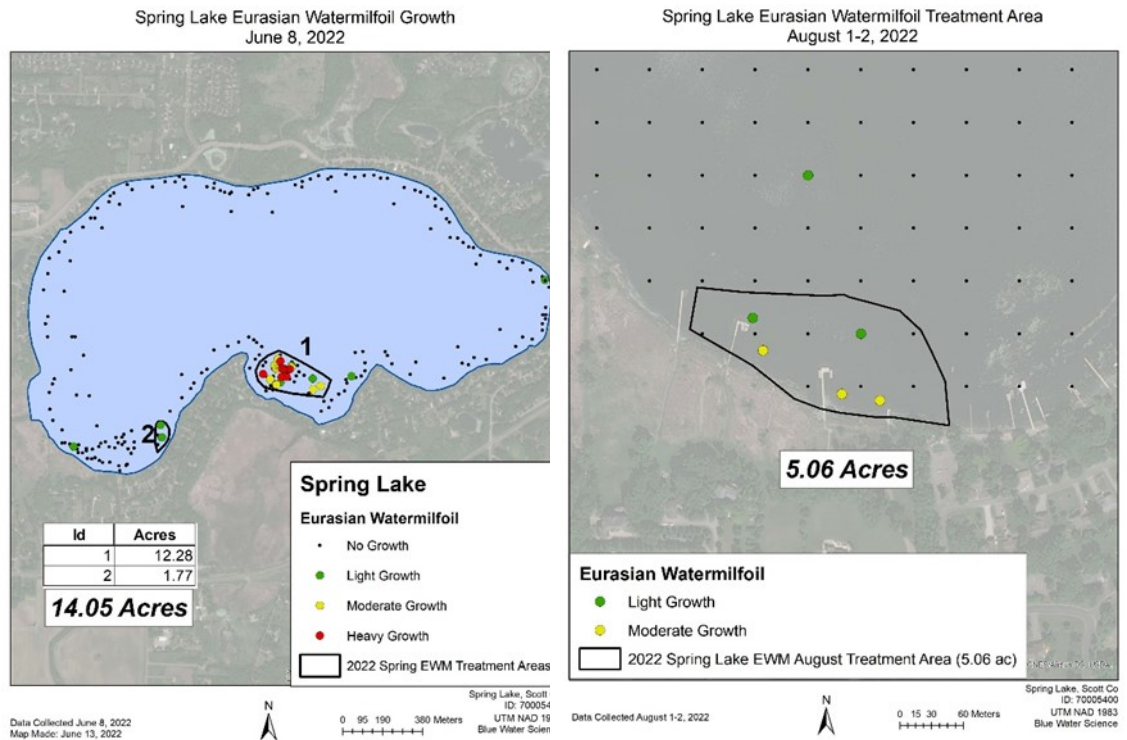 Spring Lake Eurasian Watermilfoil Growth
June 8, 2022
1
2
Id Acres
1 12.28
2 1.77
14.05 Acres
Spring Lake
Eurasian Watermilfoil
No Growth
Light Growth
Moderate Growth
Heavy Growth
2022 Spring EWM Treatment Areas
Data Collected June 8, 2022
Map Made: June 13, 2022
N
0 95 190 380 Meters
Spring Lake, Scott
ID: 700054
UTM NAD 19
Blue Water Scien
Spring Lake Eurasian Watermilfoil Treatment Area
August 1-2, 2022
5.06 Acres
Eurasian Watermilfoil
Light Growth
Moderate Growth
2022 Spring Lake EWM August Treatment Area (5.06 ac)
Data Collected August 1-2, 2022
N
0 15 30 60 Meters
Spring Lake, Scott Co
ID: 70005400
UTM NAD 1983
Blue Water Science